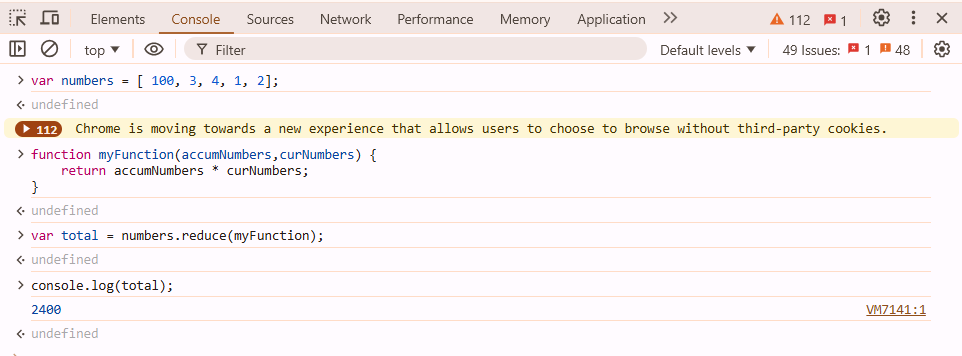 Elements Console Sources Network Performance Memory Application 112 1
top Filter Default levels 49 Issues: 1 48
var numbers = [ 100, 3, 4, 1, 2];
undefined
112 Chrome is moving towards a new experience that allows users to choose to browse without third-party cookies.
function myFunction(accumNumbers,curNumbers) {
    return accumNumbers * curNumbers;
}
undefined
var total = numbers.reduce(myFunction);
undefined
console.log(total);
2400 VM7141:1
undefined